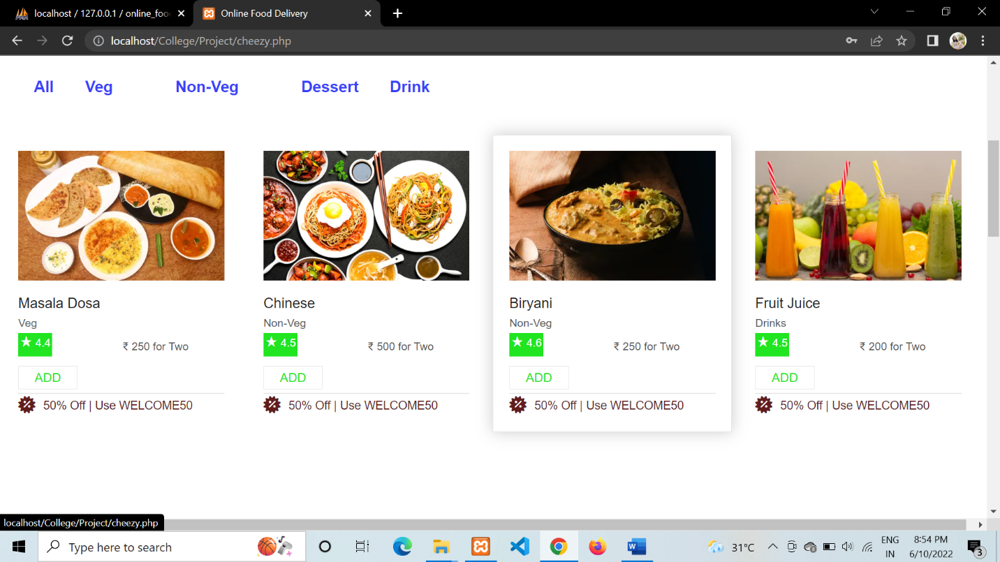 localhost / 127.0.0.1 / online_foo
Online Food Delivery
localhost/College/Project/cheezy.php
All Veg Non-Veg Dessert Drink
Masala Dosa
Veg
★ 4.4 ₹ 250 for Two
ADD
50% Off | Use WELCOME50
Chinese
Non-Veg
★ 4.5 ₹ 500 for Two
ADD
50% Off | Use WELCOME50
Biryani
Non-Veg
★ 4.6 ₹ 250 for Two
ADD
50% Off | Use WELCOME50
Fruit Juice
Drinks
★ 4.5 ₹ 200 for Two
ADD
50% Off | Use WELCOME50
localhost/College/Project/cheezy.php
Type here to search
31°C
ENG
IN
8:54 PM
6/10/2022
3